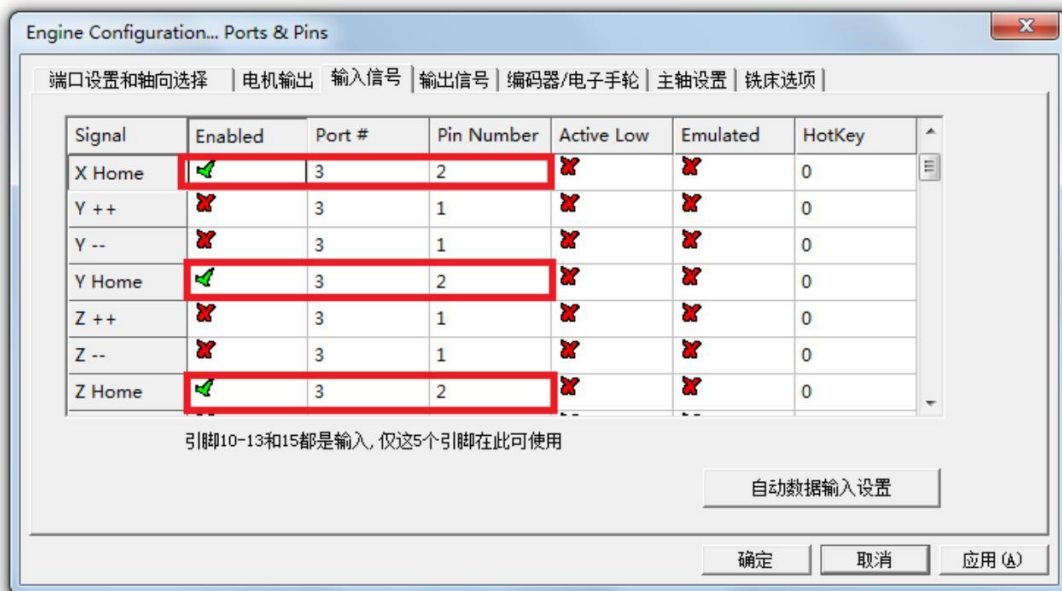 Engine Configuration... Ports & Pins
端口设置和轴向选择 电机输出 输入信号 输出信号 编码器/电子手轮 主轴设置 铣床选项
Signal Enabled Port # Pin Number Active Low Emulated HotKey
X Home 3 2 0
Y ++ 3 1 0
Y -- 3 1 0
Y Home 3 2 0
Z ++ 3 1 0
Z -- 3 1 0
Z Home 3 2 0
引脚10-13和15都是输入,仅这5个引脚在此可使用
自动数据输入设置
确定 取消 应用(A)